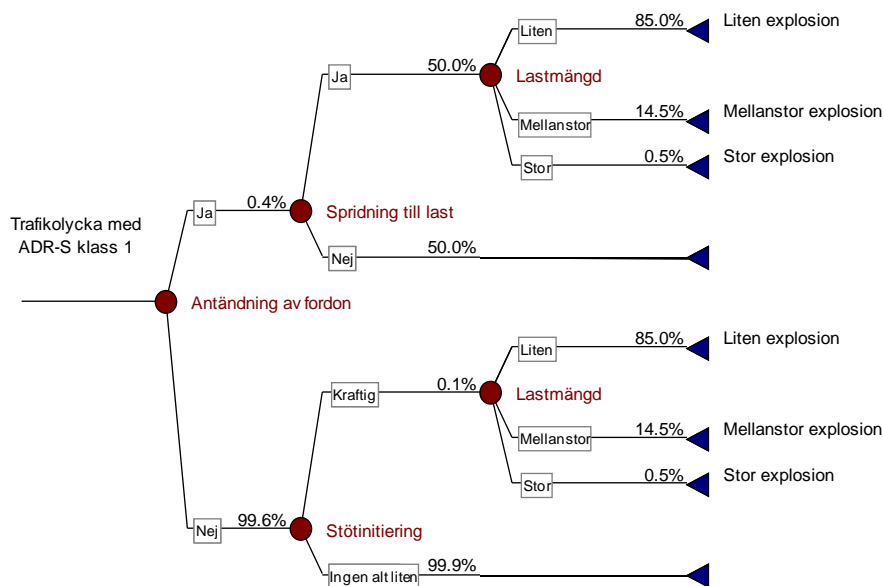 Liten
85.0%
Liten explosion
Ja
50.0%
Lastmängd
Mellanstor
14.5%
Mellanstor explosion
Stor
0.5%
Stor explosion
Trafikolycka med
ADR-S klass 1
Ja
0.4%
Spridning till last
Nej
50.0%
Antändning av fordon
Liten
85.0%
Liten explosion
Kraftig
0.1%
Lastmängd
Mellanstor
14.5%
Mellanstor explosion
Stor
0.5%
Stor explosion
Nej
99.6%
Stötinitiering
Ingen alt liten
99.9%